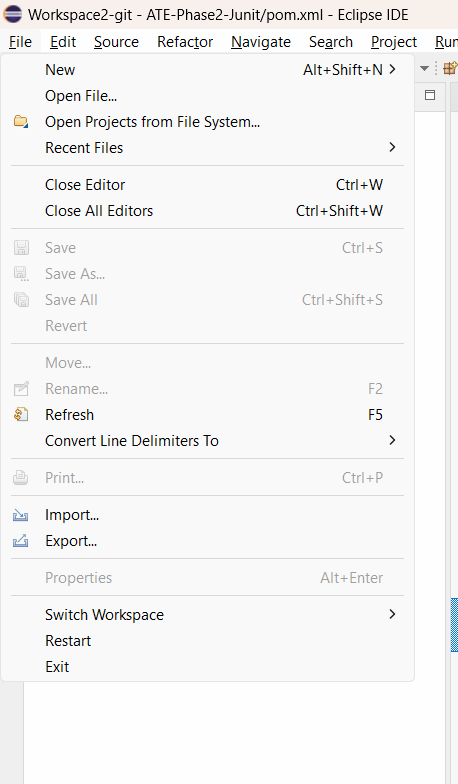 Workspace2-git - ATE-Phase2-Junit/pom.xml - Eclipse IDE
File Edit Source Refactor Navigate Search Project Run
New Alt+Shift+N >
Open File...
Open Projects from File System...
Recent Files >
Close Editor Ctrl+W
Close All Editors Ctrl+Shift+W
Save Ctrl+S
Save As...
Save All Ctrl+Shift+S
Revert
Move...
Rename... F2
Refresh F5
Convert Line Delimiters To >
Print... Ctrl+P
Import...
Export...
Properties Alt+Enter
Switch Workspace >
Restart
Exit